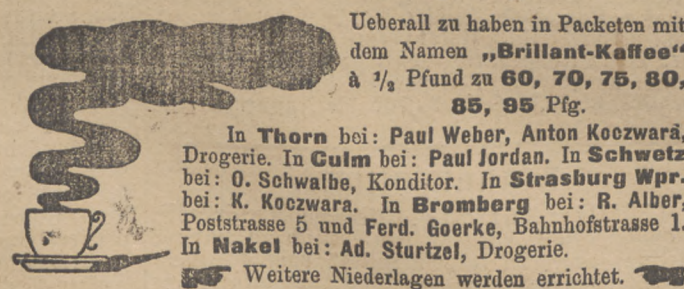 Ueberall zu haben in Packeten mit
dem Namen „Brillant-Kaffee“
à ½ Pfund zu 60, 70, 75, 80,
85, 95 Pfg.
In Thorn bei: Paul Weber, Anton Koczwara,
Drogerie. In Culm bei: Paul Jordan. In Schwetz
bei: O. Schwalbe, Konditor. In Strasburg Wpr.
bei: K. Koczwara. In Bromberg bei: R. Alber,
Poststrasse 5 und Ferd. Goerke, Bahnhofstrasse 1.
In Nakel bei: Ad. Sturtzel, Drogerie.
Weitere Niederlagen werden errichtet.